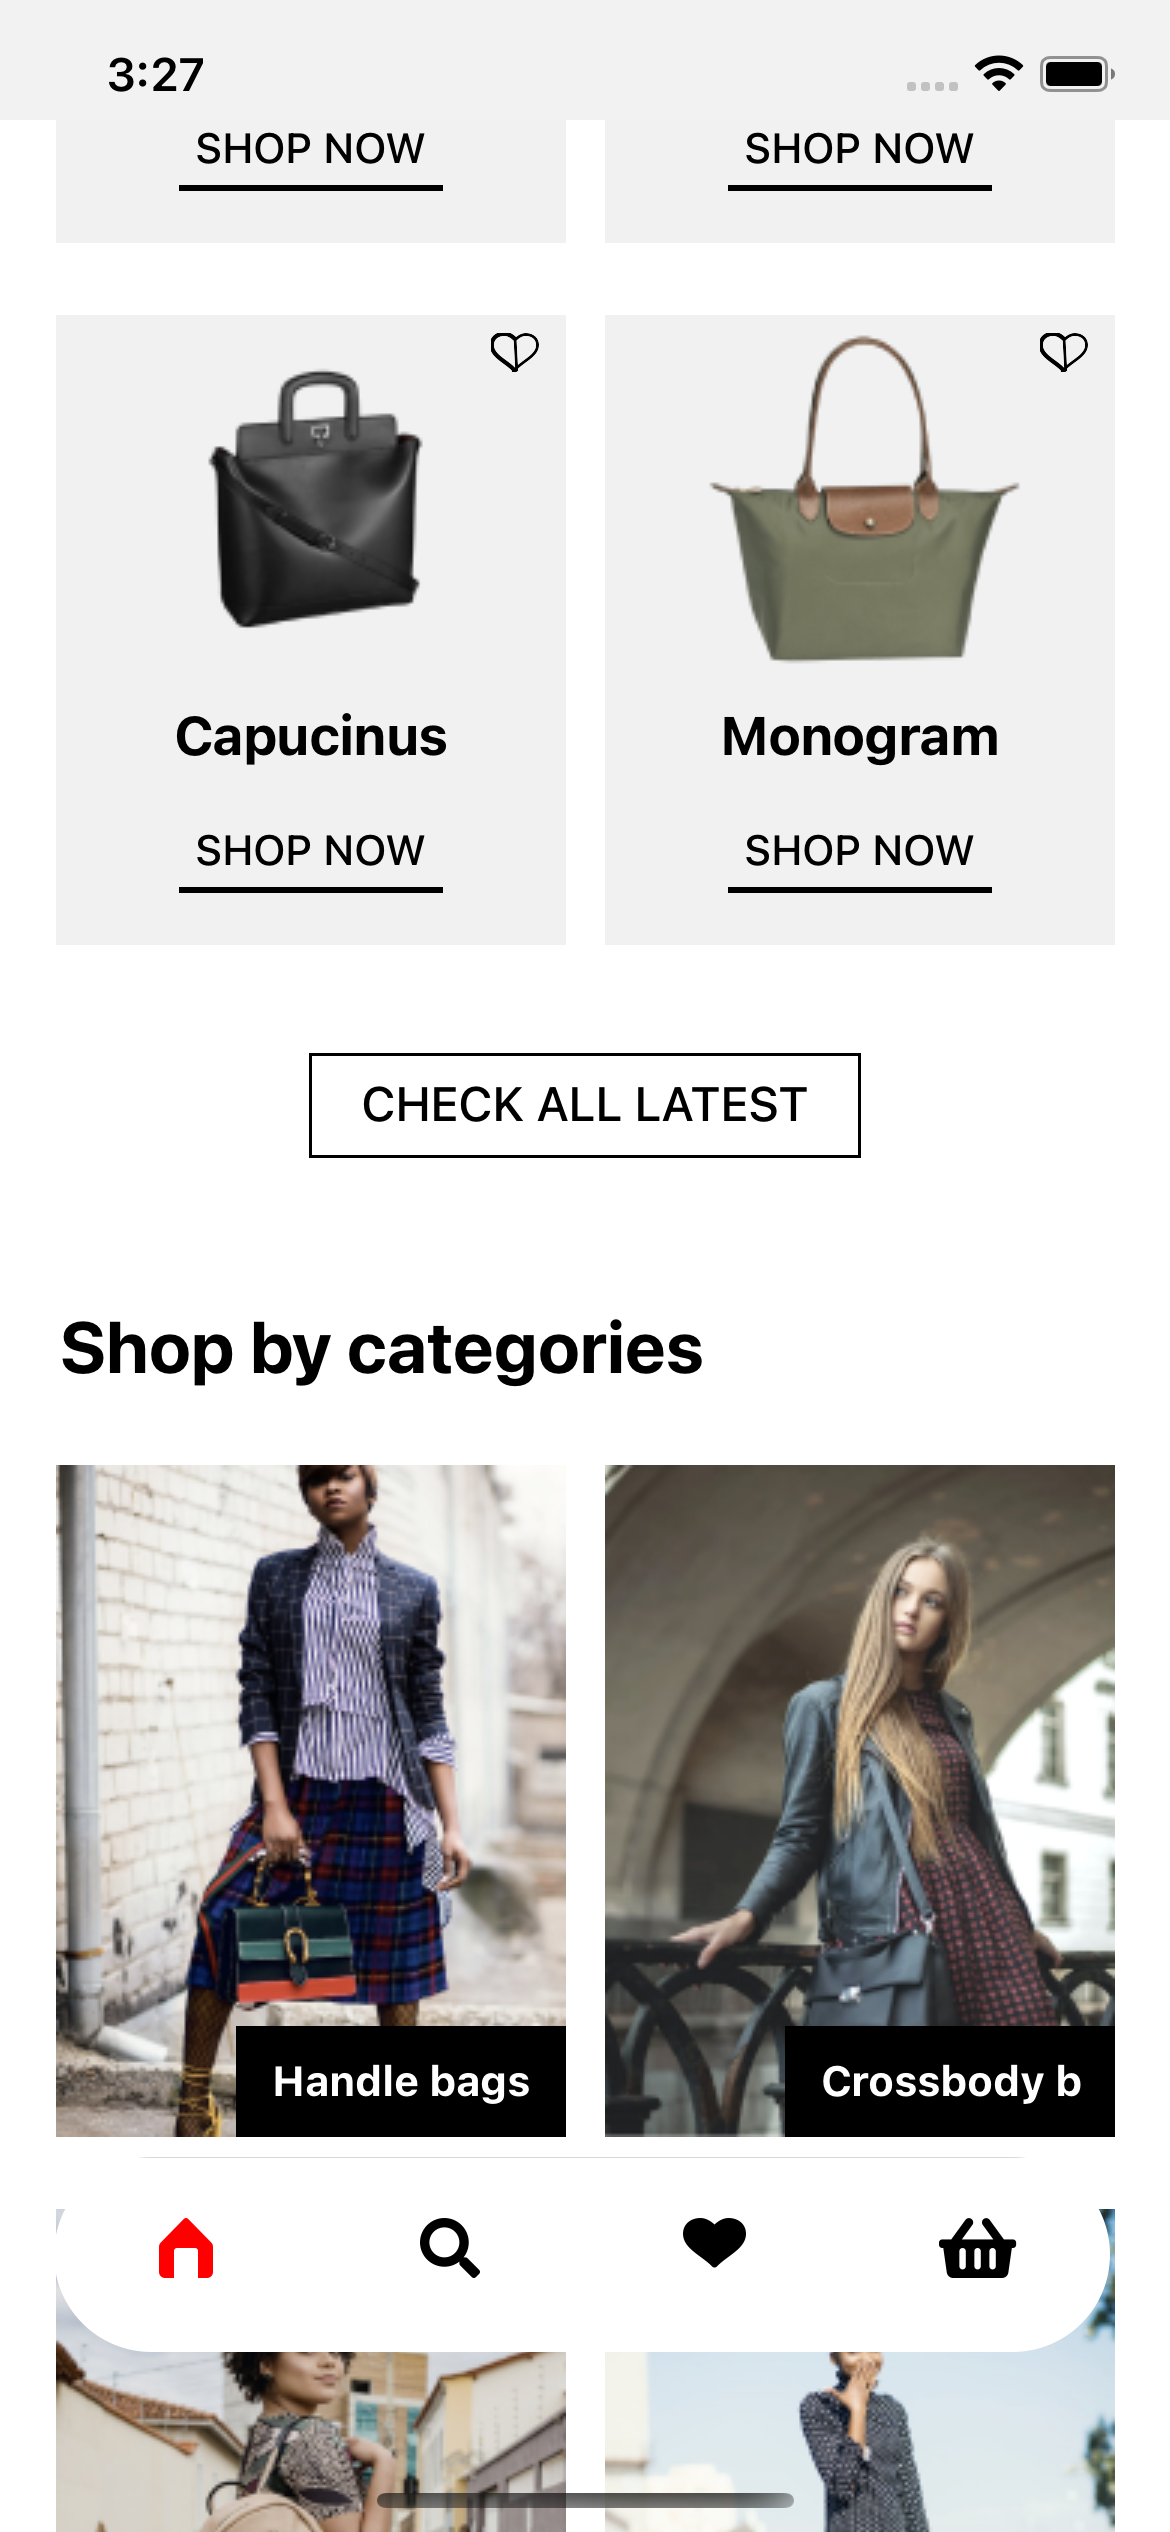 3:27
SHOP NOW
SHOP NOW
Capucinus
Monogram
SHOP NOW
SHOP NOW
CHECK ALL LATEST
Shop by categories
Handle bags
Crossbody b